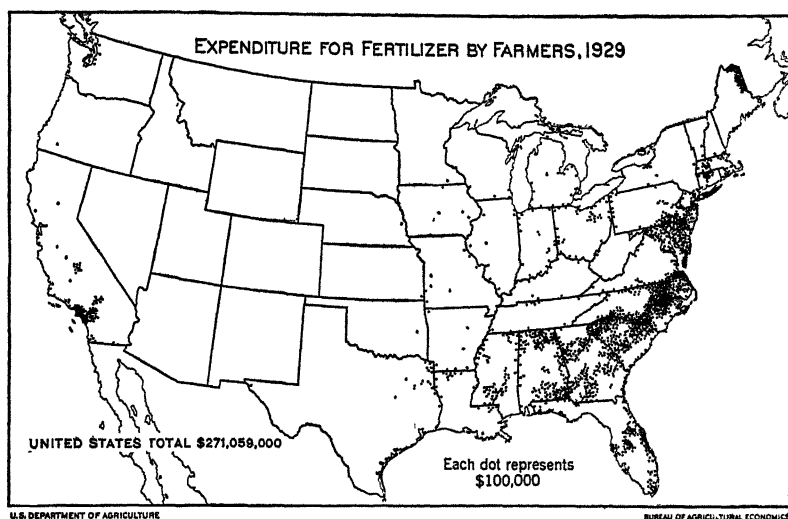 EXPENDITURE FOR FERTILIZER BY FARMERS, 1929
UNITED STATES TOTAL $271,059,000
Each dot represents
$100,000
U.S. DEPARTMENT OF AGRICULTURE
BUREAU OF AGRICULTURAL ECONOMICS